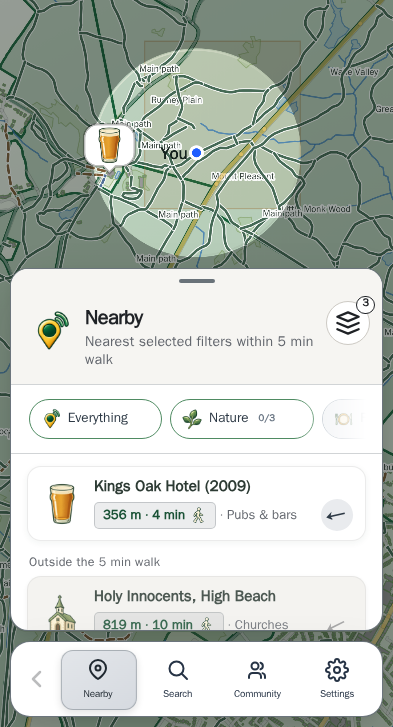 Main path
Wake Valley
Rumney Plain
Main path
Main path
You
Mount Pleasant
Main path
Main path
Little Monk Wood
Main path
3
Nearby
Nearest selected filters within 5 min
walk
Everything
Nature 0/3
Kings Oak Hotel (2009)
356 m · 4 min · Pubs & bars
Outside the 5 min walk
Holy Innocents, High Beach
819 m · 10 min · Churches
Nearby
Search
Community
Settings